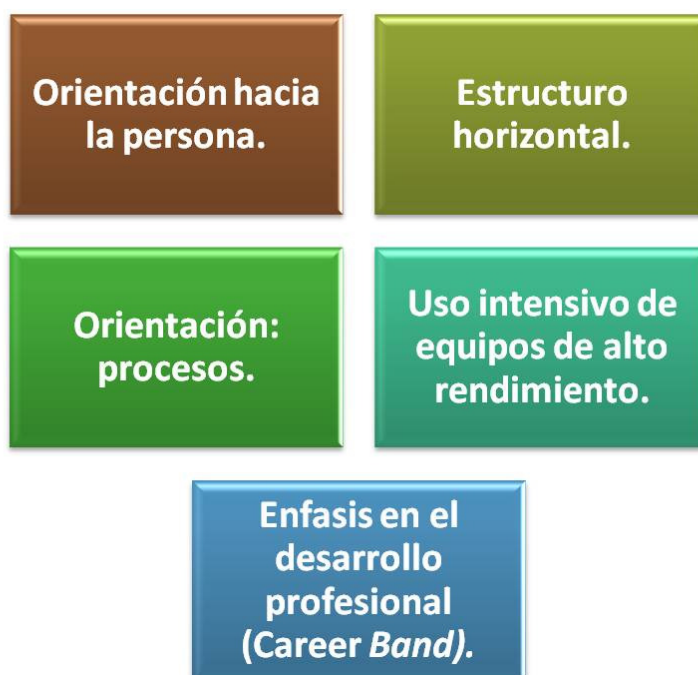 Orientación hacia
la persona.
Estructuro
horizontal.
Orientación:
procesos.
Uso intensivo de
equipos de alto
rendimiento.
Enfasis en el
desarrollo
profesional
(Career Band).